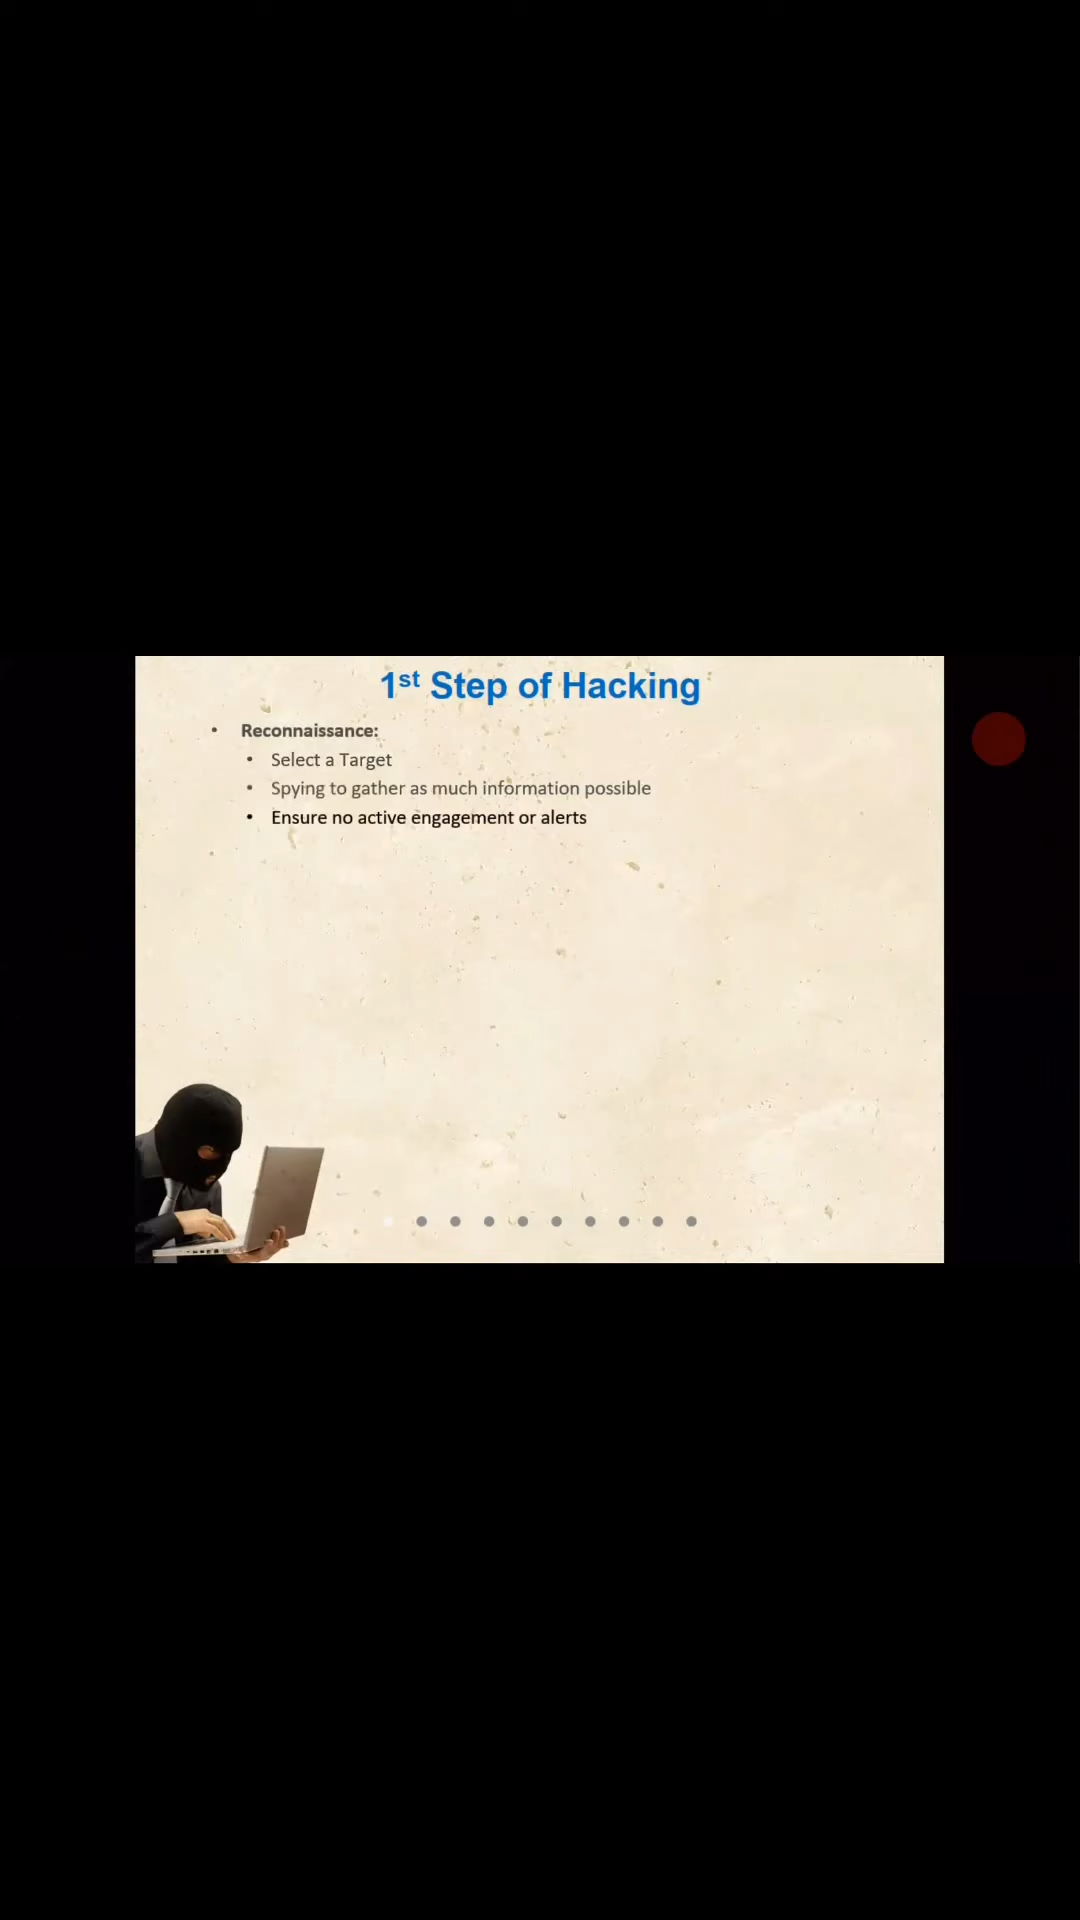 1st Step of Hacking
• Reconnaissance:
• Select a Target
• Spying to gather as much information possible
• Ensure no active engagement or alerts